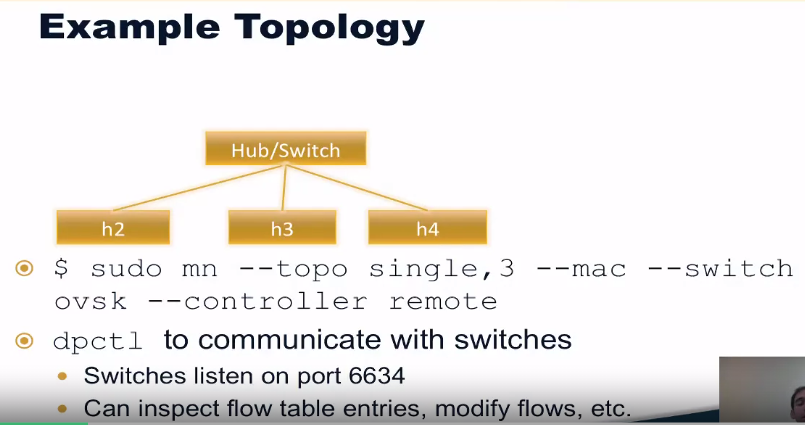 Example Topology
Hub/Switch
h2 h3 h4
$ sudo mn --topo single,3 --mac --switch
ovsk --controller remote
dpctl to communicate with switches
Switches listen on port 6634
Can inspect flow table entries, modify flows, etc.